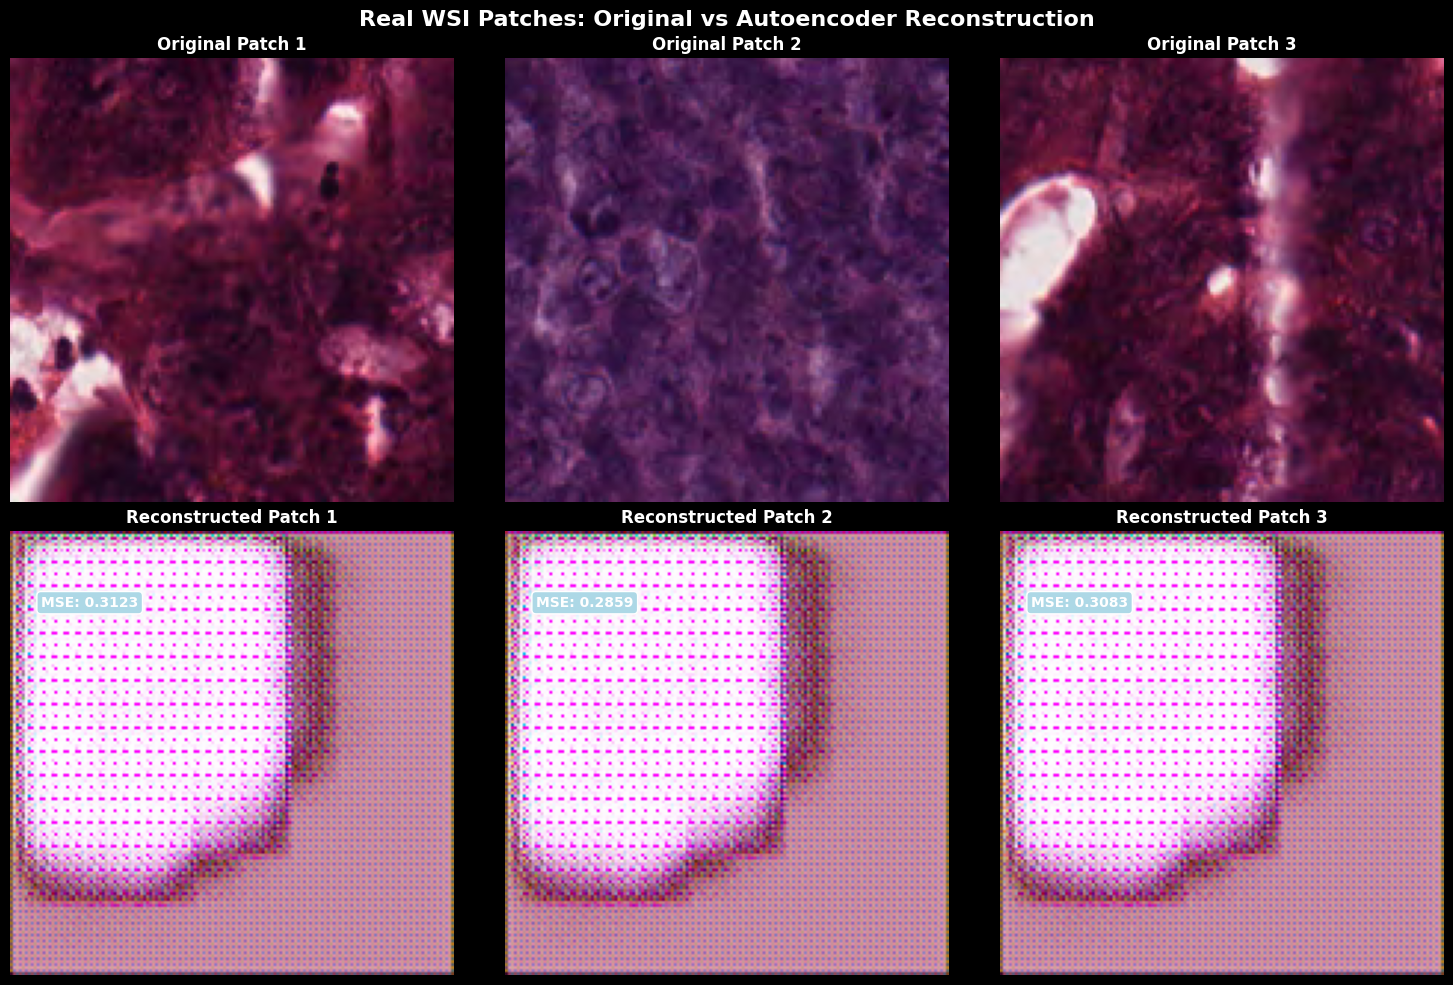 Real WSI Patches: Original vs Autoencoder Reconstruction
Original Patch 1
Original Patch 2
Original Patch 3
Reconstructed Patch 1
Reconstructed Patch 2
Reconstructed Patch 3
MSE: 0.3123
MSE: 0.2859
MSE: 0.3083